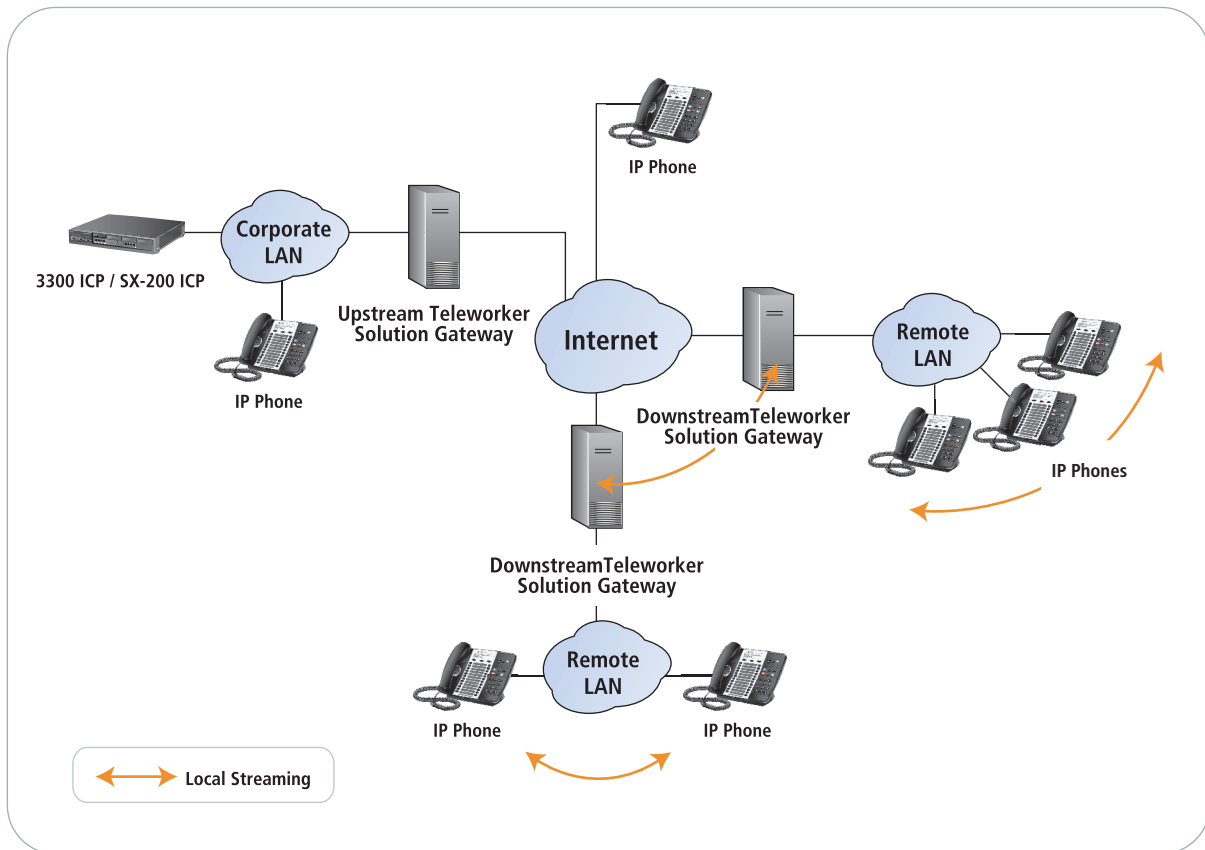 IP Phone
Corporate
LAN
3300 ICP / SX-200 ICP
Upstream Teleworker
Solution Gateway
IP Phone
Internet
Remote
LAN
DownstreamTeleworker
Solution Gateway
IP Phones
DownstreamTeleworker
Solution Gateway
Remote
LAN
IP Phone
IP Phone
Local Streaming